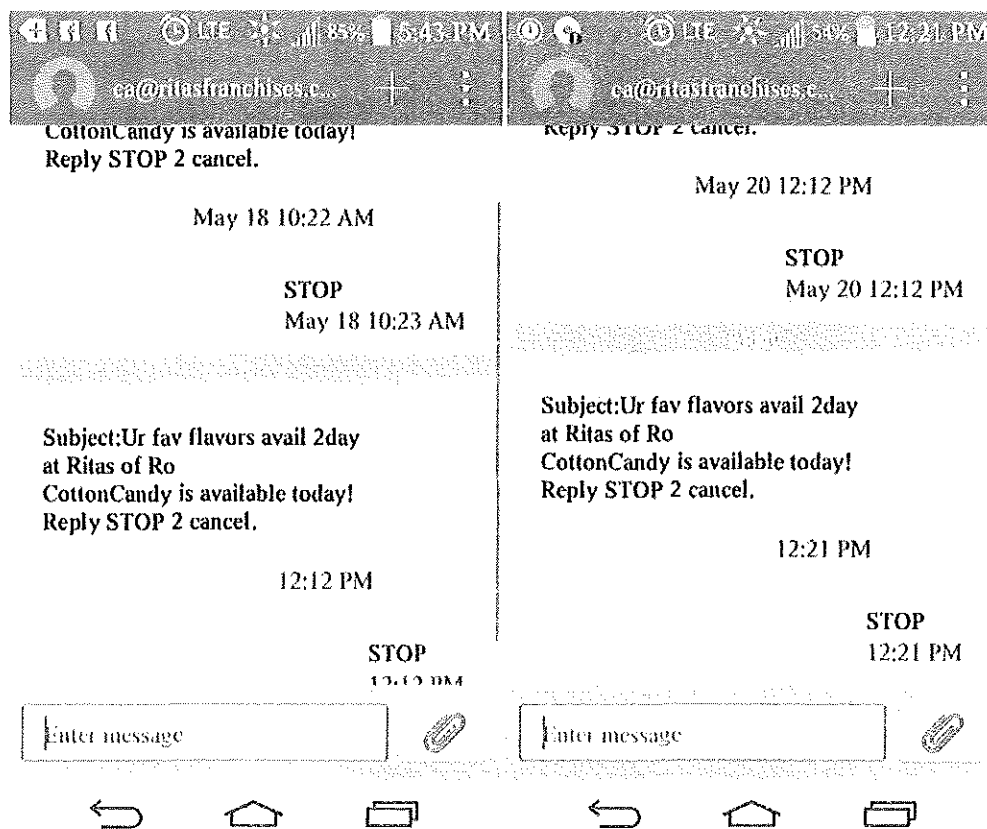 LTE 85% 5:43 PM
ca@ritasfranchises.c...
CottonCandy is available today!
Reply STOP 2 cancel.
May 18 10:22 AM
STOP
May 18 10:23 AM
Subject:Ur fav flavors avail 2day
at Ritas of Ro
CottonCandy is available today!
Reply STOP 2 cancel.
12:12 PM
STOP
12:12 PM
Enter message
LTE 54% 12:21 PM
ca@ritasfranchises.c...
Reply STOP 2 cancel.
May 20 12:12 PM
STOP
May 20 12:12 PM
Subject:Ur fav flavors avail 2day
at Ritas of Ro
CottonCandy is available today!
Reply STOP 2 cancel.
12:21 PM
STOP
12:21 PM
Enter message